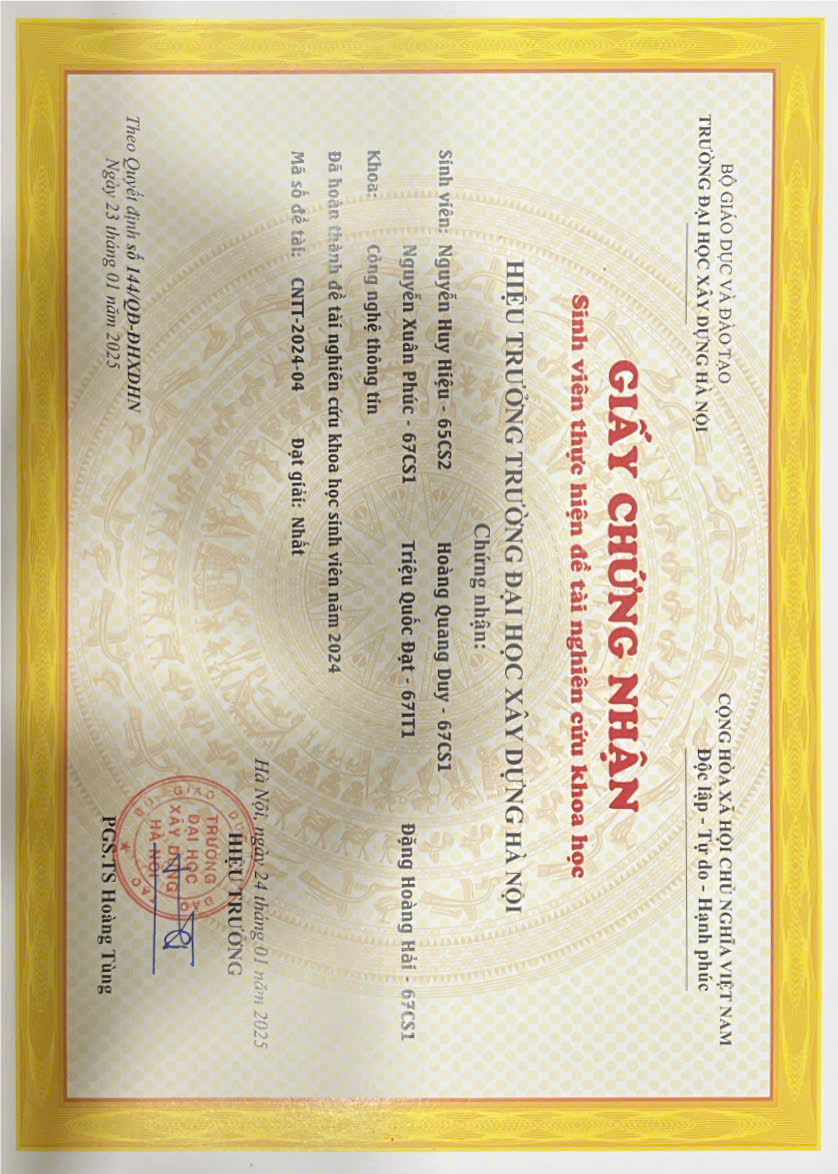 BỘ GIÁO DỤC VÀ ĐÀO TẠO
TRƯỜNG ĐẠI HỌC XÂY DỰNG HÀ NỘI
CỘNG HÒA XÃ HỘI CHỦ NGHĨA VIỆT NAM
Độc lập - Tự do - Hạnh phúc
GIẤY CHỨNG NHẬN
Sinh viên thực hiện đề tài nghiên cứu khoa học
HIỆU TRƯỞNG TRƯỜNG ĐẠI HỌC XÂY DỰNG HÀ NỘI
Chứng nhận:
Sinh viên: Nguyễn Huy Hiệu - 65CS2 Hoàng Quang Duy - 67CS1
Nguyễn Xuân Phúc - 67CS1 Triệu Quốc Đạt - 67IT1 Đặng Hoàng Hải - 67CS1
Khoa: Công nghệ thông tin
Đã hoàn thành đề tài nghiên cứu khoa học sinh viên năm 2024
Mã số đề tài: CNTT-2024-04 Đạt giải: Nhất
Theo Quyết định số 144/QĐ-ĐHXDHN
Ngày 23 tháng 01 năm 2025
Hà Nội, ngày 24 tháng 01 năm 2025
HIỆU TRƯỞNG
BỘ GIÁO DỤC VÀ ĐÀO TẠO
TRƯỜNG
ĐẠI HỌC
XÂY DỰNG
HÀ NỘI
PGS.TS Hoàng Tùng